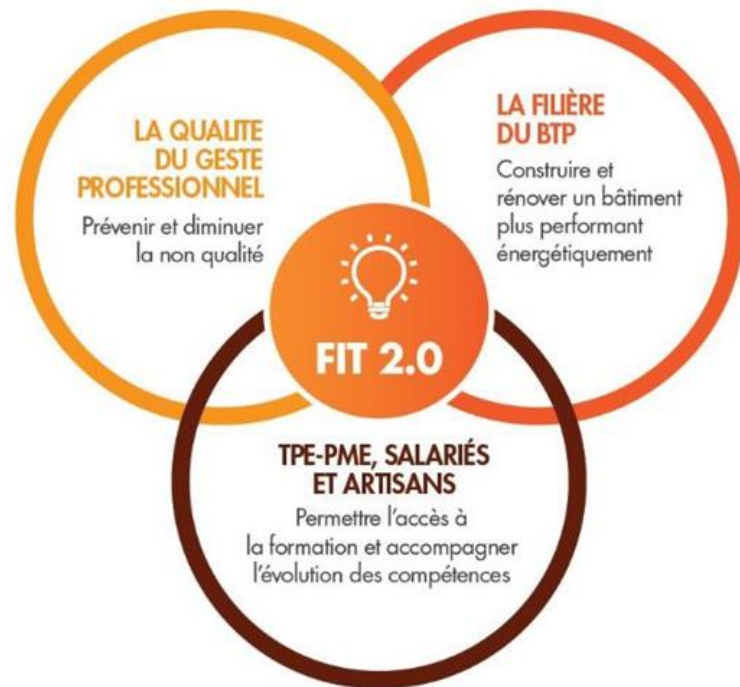 LA QUALITE
DU GESTE
PROFESSIONNEL
Prévenir et diminuer
la non qualité
LA FILIÈRE
DU BTP
Construire et
rénover un bâtiment
plus performant
énergétiquement
FIT 2.0
TPE-PME, SALARIÉS
ET ARTISANS
Permettre l’accès à
la formation et accompagner
l’évolution des compétences